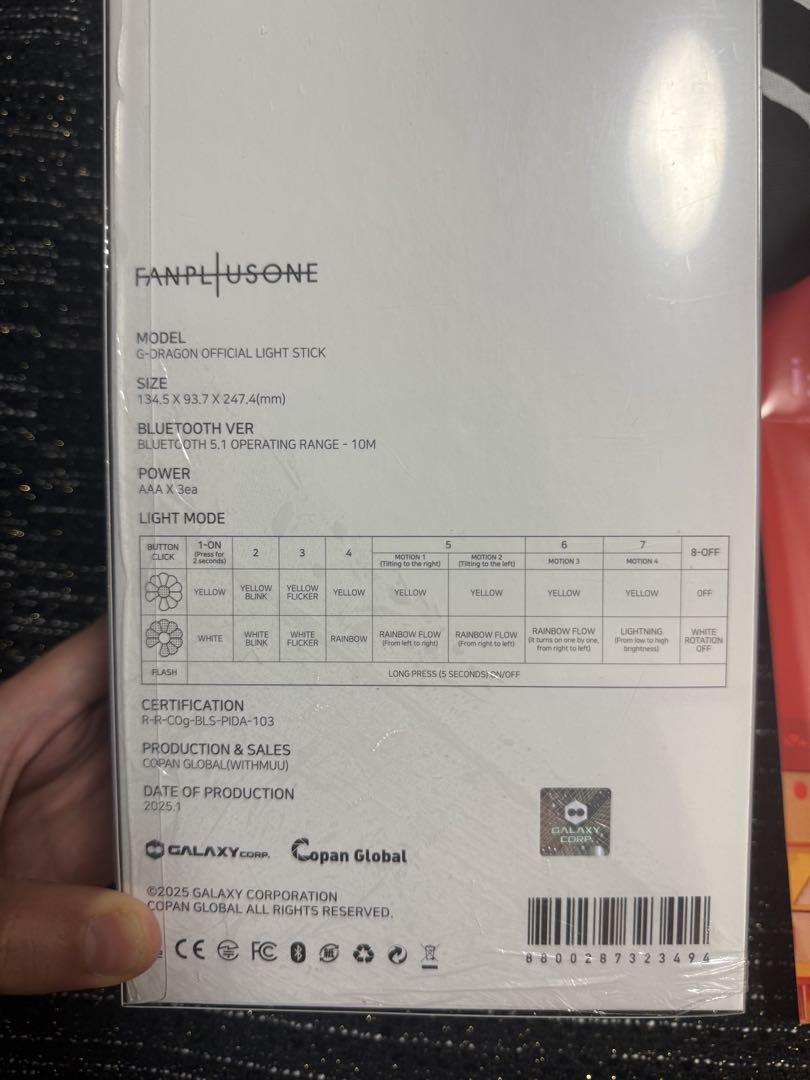 FANPLUSONE
MODEL
G-DRAGON OFFICIAL LIGHT STICK
SIZE
134.5 X 93.7 X 247.4(mm)
BLUETOOTH VER
BLUETOOTH 5.1 OPERATING RANGE - 10M
POWER
AAA X 3ea
LIGHT MODE
BUTTON CLICK 1-ON (Press for 2 seconds) 2 3 4 5 6 7 8-OFF
MOTION 1 (Tilting to the right) MOTION 2 (Tilting to the left) MOTION 3 MOTION 4
YELLOW YELLOW BLINK YELLOW FLICKER YELLOW YELLOW YELLOW YELLOW YELLOW OFF
WHITE WHITE BLINK WHITE FLICKER RAINBOW RAINBOW FLOW (From left to right) RAINBOW FLOW (From right to left) RAINBOW FLOW (It turns on one by one, from right to left) LIGHTNING (From low to high brightness) WHITE ROTATION OFF
FLASH LONG PRESS (5 SECONDS) ON/OFF
CERTIFICATION
R-R-COg-BLS-PIDA-103
PRODUCTION & SALES
COPAN GLOBAL(WITHMUU)
DATE OF PRODUCTION
2025.1
GALAXY CORP. Copan Global
GALAXY
CORP.
©2025 GALAXY CORPORATION
COPAN GLOBAL ALL RIGHTS RESERVED.
CE FC
8800287323494